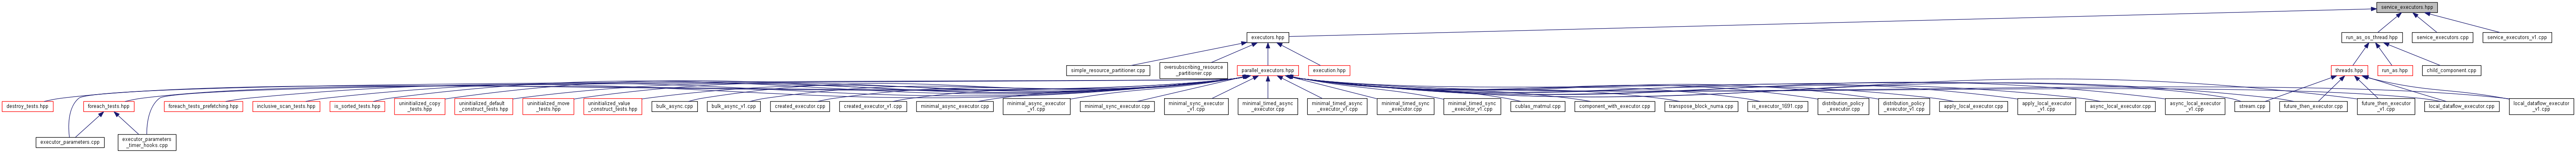 service_executors.hpp
executors.hpp
run_as_os_thread.hpp
service_executors.cpp
service_executors_v1.cpp
simple_resource_partitioner.cpp
oversubscribing_resource
_partitioner.cpp
parallel_executors.hpp
execution.hpp
threads.hpp
run_as.hpp
child_component.cpp
destroy_tests.hpp
foreach_tests.hpp
foreach_tests_prefetching.hpp
inclusive_scan_tests.hpp
is_sorted_tests.hpp
uninitialized_copy
_tests.hpp
uninitialized_default
_construct_tests.hpp
uninitialized_move
_tests.hpp
uninitialized_value
_construct_tests.hpp
bulk_async.cpp
bulk_async_v1.cpp
created_executor.cpp
created_executor_v1.cpp
minimal_async_executor.cpp
minimal_async_executor
_v1.cpp
minimal_sync_executor.cpp
minimal_sync_executor
_v1.cpp
minimal_timed_async
_executor.cpp
minimal_timed_async
_executor_v1.cpp
minimal_timed_sync
_executor.cpp
minimal_timed_sync
_executor_v1.cpp
cublas_matmul.cpp
component_with_executor.cpp
transpose_block_numa.cpp
is_executor_1691.cpp
distribution_policy
_executor.cpp
distribution_policy
_executor_v1.cpp
apply_local_executor.cpp
apply_local_executor
_v1.cpp
async_local_executor.cpp
async_local_executor
_v1.cpp
stream.cpp
future_then_executor.cpp
future_then_executor
_v1.cpp
local_dataflow_executor.cpp
local_dataflow_executor
_v1.cpp
executor_parameters.cpp
executor_parameters
_timer_hooks.cpp